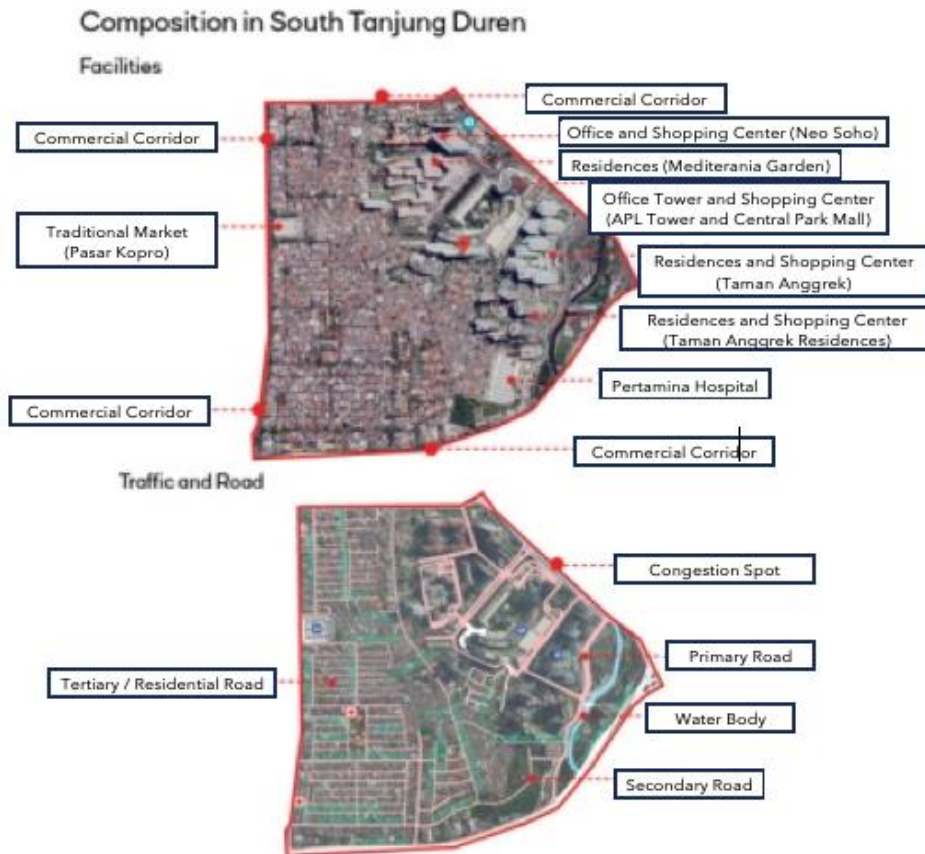 Composition in South Tanjung Duren
Facilities
Commercial Corridor
Commercial Corridor
Office and Shopping Center (Neo Soho)
Residences (Mediterania Garden)
Office Tower and Shopping Center
(APL Tower and Central Park Mall)
Traditional Market
(Pasar Kopro)
Residences and Shopping Center
(Taman Anggrek)
Residences and Shopping Center
(Taman Anggrek Residences)
Pertamina Hospital
Commercial Corridor
Commercial Corridor
Traffic and Road
Congestion Spot
Primary Road
Tertiary / Residential Road
Water Body
Secondary Road